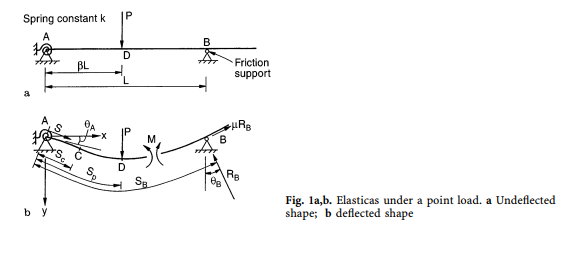 Spring constant k
P
A
B
D
Friction
support
βL
L
a
A
S
θA
x
P
M
μRB
B
Sc
C
D
SD
SB
θB
RB
b
y
Fig. 1a,b. Elasticas under a point load. a Undeflected
shape; b deflected shape